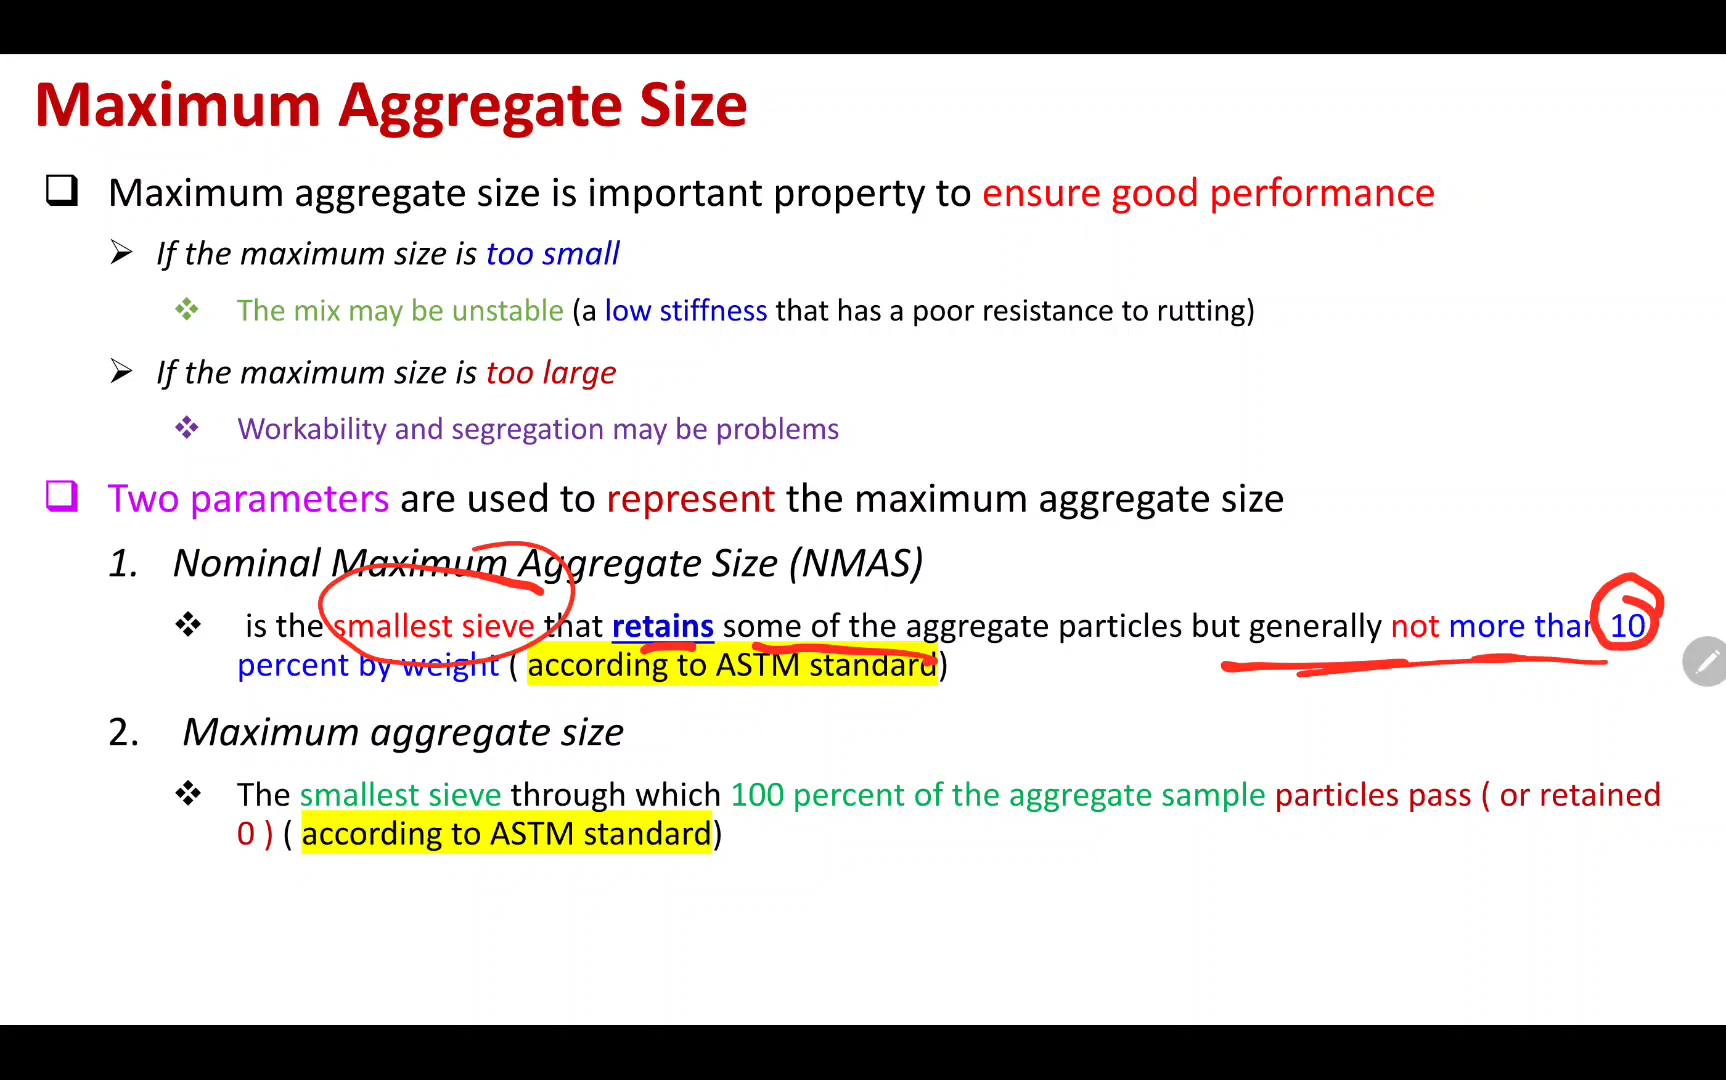 Maximum Aggregate Size
Maximum aggregate size is important property to ensure good performance
If the maximum size is too small
The mix may be unstable (a low stiffness that has a poor resistance to rutting)
If the maximum size is too large
Workability and segregation may be problems
Two parameters are used to represent the maximum aggregate size
1. Nominal Maximum Aggregate Size (NMAS)
is the smallest sieve that retains some of the aggregate particles but generally not more than 10
percent by weight ( according to ASTM standard)
2. Maximum aggregate size
The smallest sieve through which 100 percent of the aggregate sample particles pass ( or retained
0 ) ( according to ASTM standard)